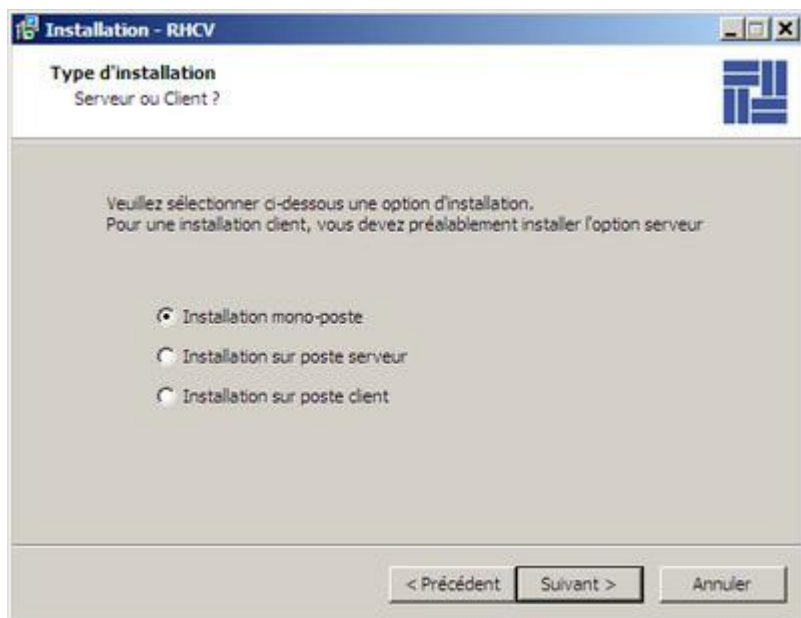 Installation - RHCV
Type d'installation
Serveur ou Client ?
Veuillez sélectionner ci-dessous une option d'installation.
Pour une installation client, vous devez préalablement installer l'option serveur
Installation mono-poste
Installation sur poste serveur
Installation sur poste client
< Précédent
Suivant >
Annuler